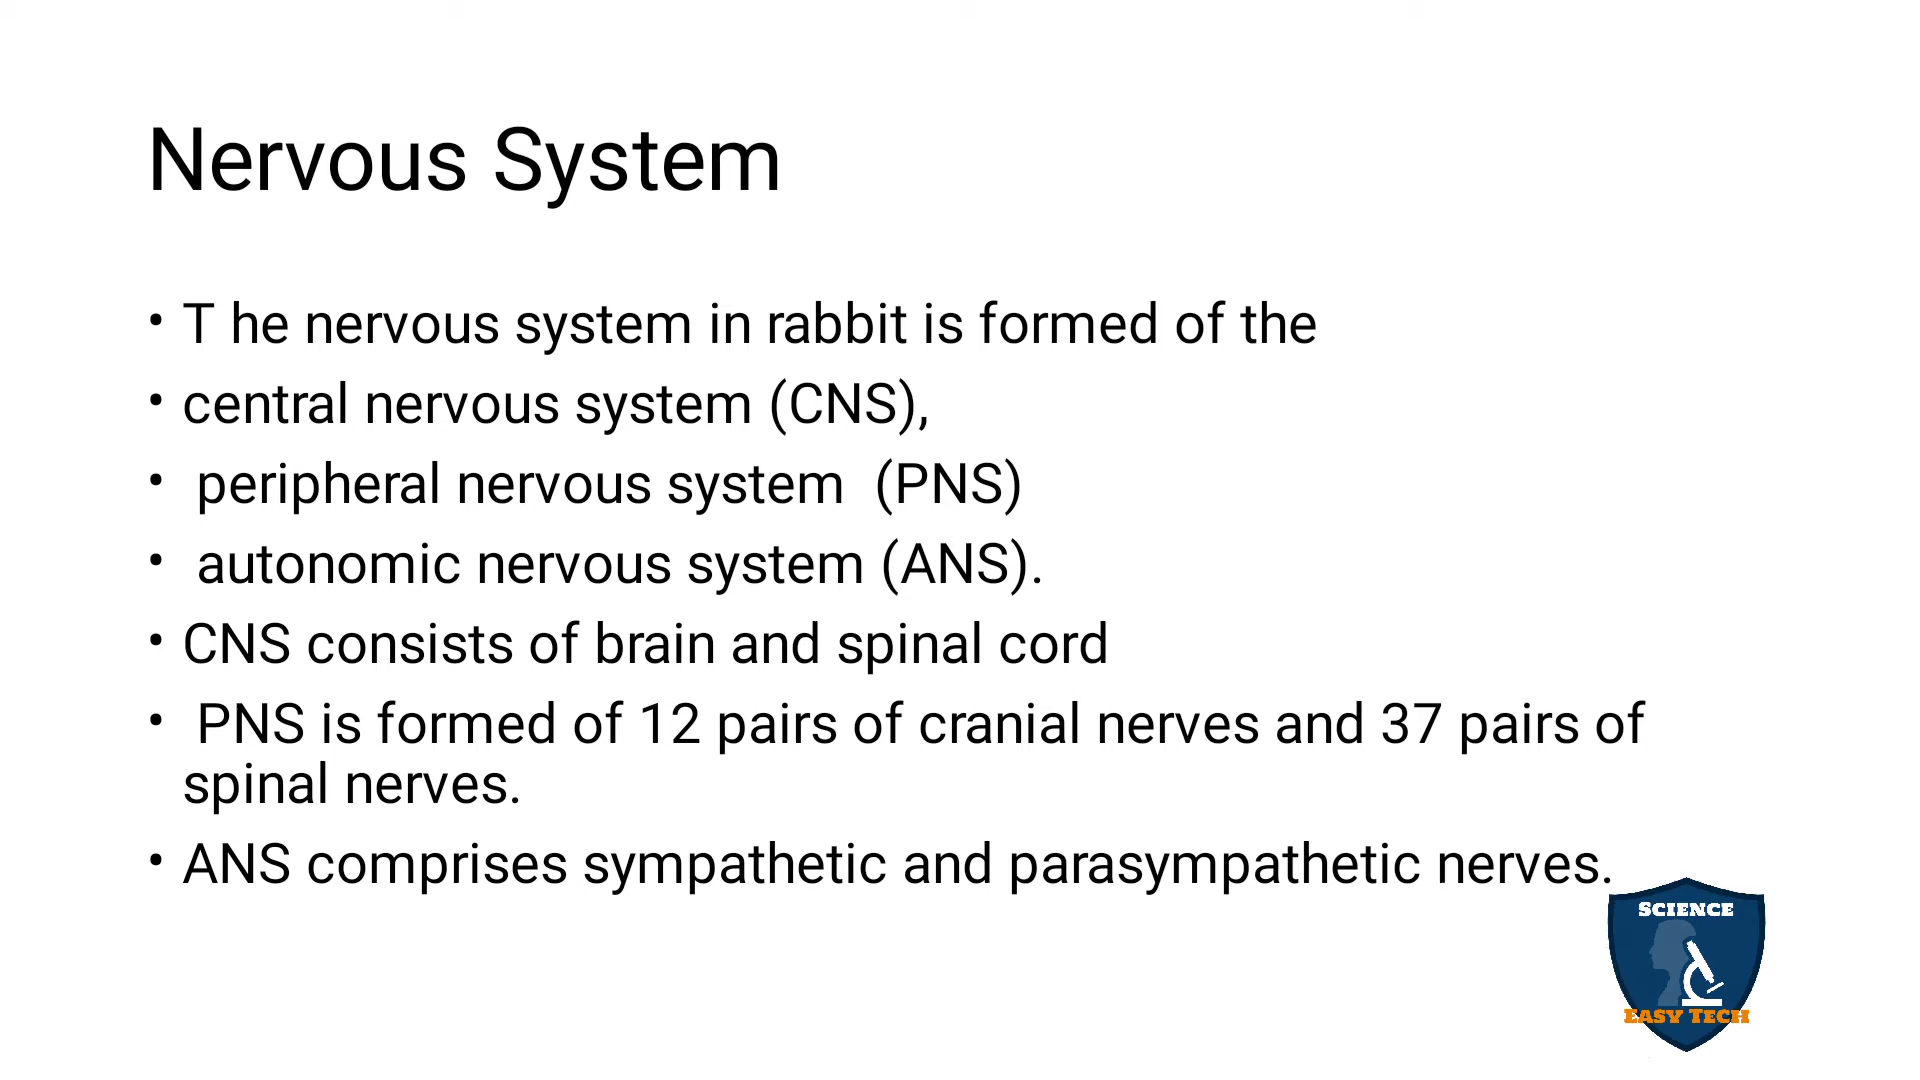 Nervous System
• T he nervous system in rabbit is formed of the
• central nervous system (CNS),
• peripheral nervous system (PNS)
• autonomic nervous system (ANS).
• CNS consists of brain and spinal cord
• PNS is formed of 12 pairs of cranial nerves and 37 pairs of
spinal nerves.
• ANS comprises sympathetic and parasympathetic nerves.
SCIENCE
EASY TECH